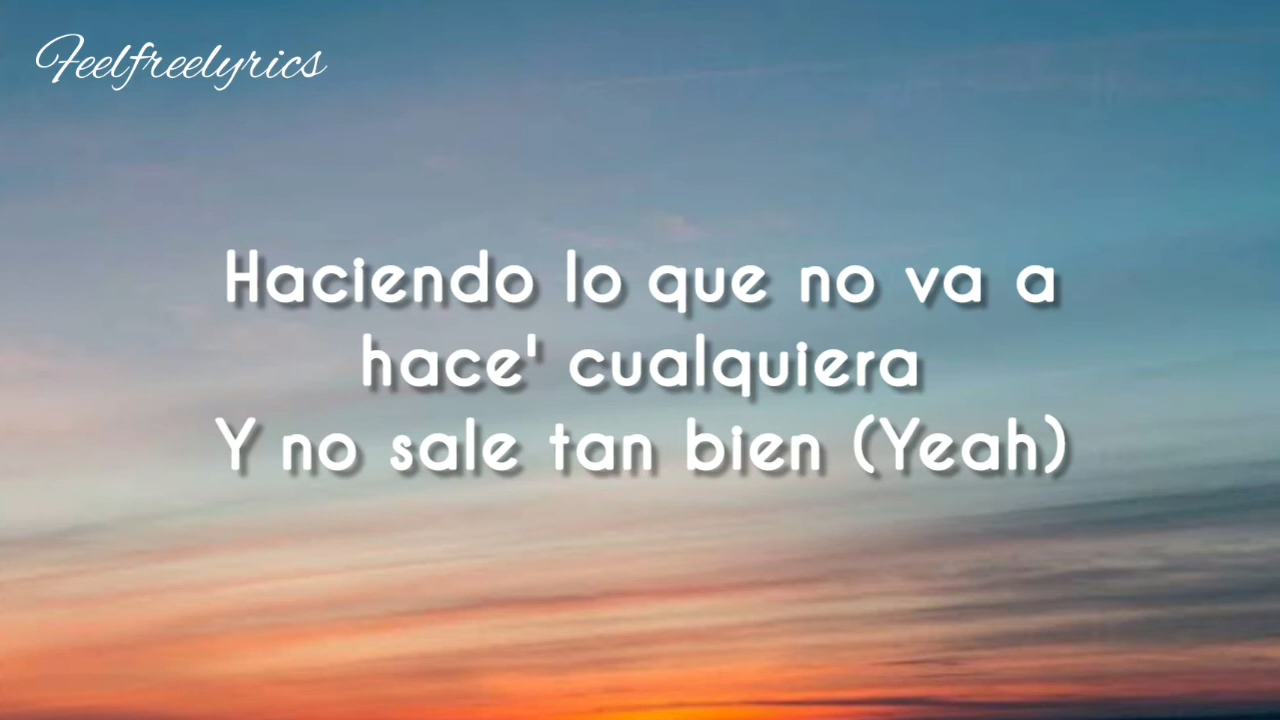 Feelfreelyrics
Haciendo lo que no va a
hace' cualquiera
Y no sale tan bien (Yeah)